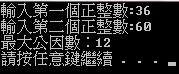 輸入第一個正整數:36
輸入第二個正整數:60
最大公因數：12
請按任意鍵繼續 . . .